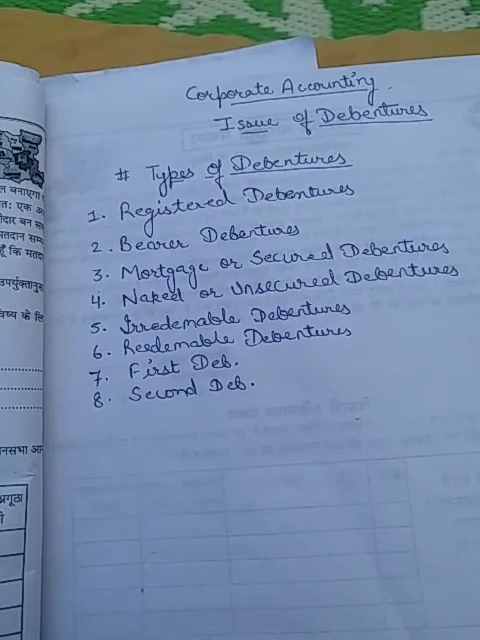 Corporate Accounting.
Issue of Debentures
# Types of Debentures
1. Registered Debentures
2. Bearer Debentures
3. Mortgage or Secured Debentures
4. Naked or Unsecured Debentures
5. Irredemable Debentures
6. Reedemable Debentures
7. First Deb.
8. Second Deb.